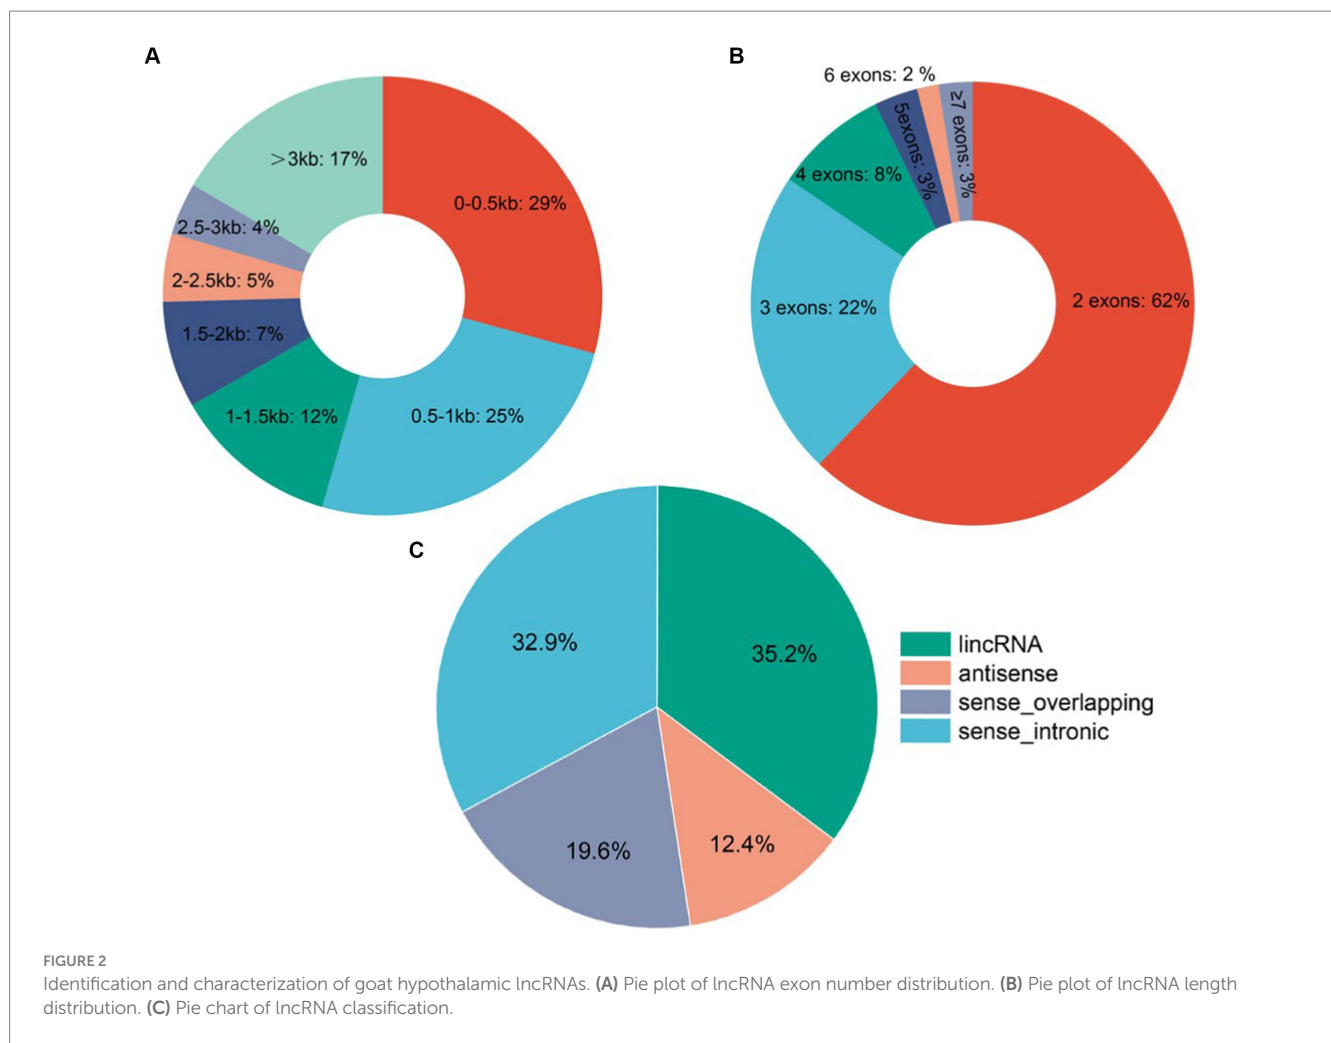 A
>3kb: 17%
0-0.5kb: 29%
2.5-3kb: 4%
2-2.5kb: 5%
1.5-2kb: 7%
1-1.5kb: 12%
0.5-1kb: 25%
B
6 exons: 2 %
≥7 exons: 3%
5exons: 3%
4 exons: 8%
3 exons: 22%
2 exons: 62%
C
32.9%
35.2%
19.6%
12.4%
lincRNA
antisense
sense_overlapping
sense_intronic
FIGURE 2
Identification and characterization of goat hypothalamic lncRNAs. (A) Pie plot of lncRNA exon number distribution. (B) Pie plot of lncRNA length
distribution. (C) Pie chart of lncRNA classification.